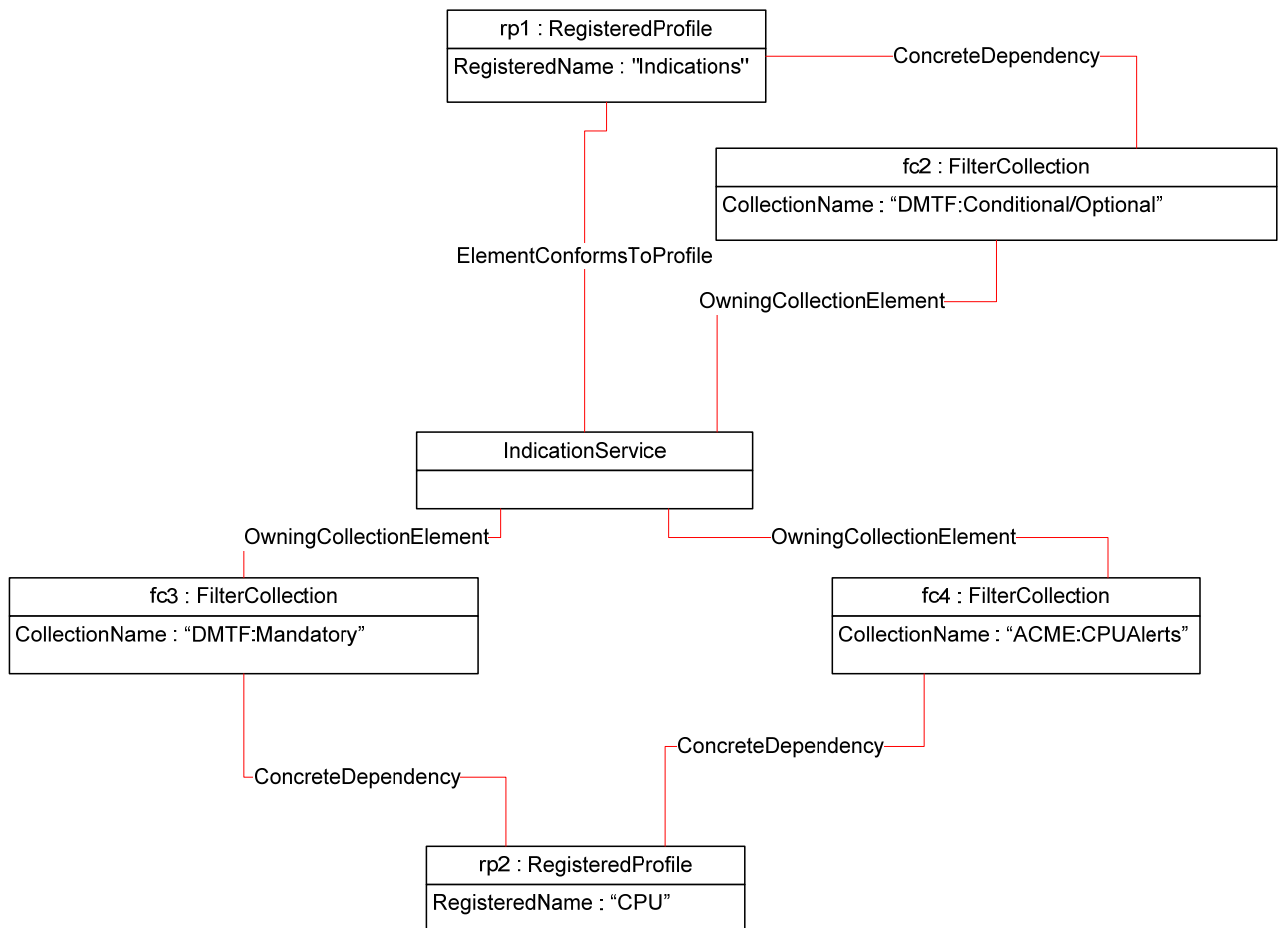 rp1 : RegisteredProfile
RegisteredName : "Indications"
ConcreteDependency
fc2 : FilterCollection
CollectionName : “DMTF:Conditional/Optional”
ElementConformsToProfile
OwningCollectionElement
IndicationService
OwningCollectionElement
OwningCollectionElement
fc3 : FilterCollection
CollectionName : “DMTF:Mandatory”
fc4 : FilterCollection
CollectionName : “ACME:CPUAlerts”
ConcreteDependency
ConcreteDependency
rp2 : RegisteredProfile
RegisteredName : “CPU”